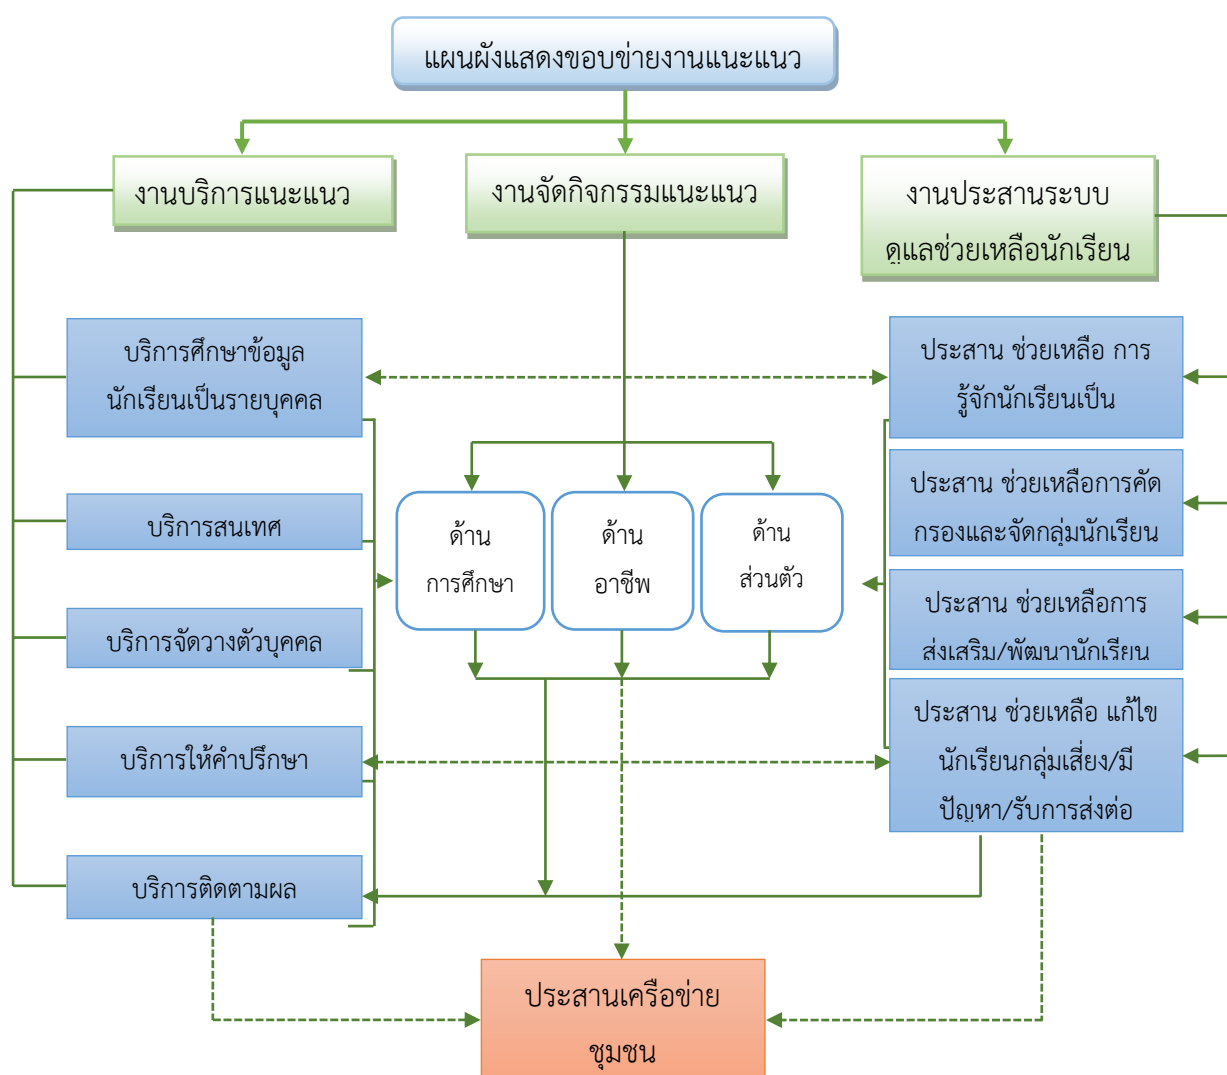 แผนผังแสดงขอบข่ายงานแนะแนว
งานบริการแนะแนว
งานจัดกิจกรรมแนะแนว
งานประสานระบบ
ดูแลช่วยเหลือนักเรียน
บริการศึกษาข้อมูล
นักเรียนเป็นรายบุคคล
บริการสนเทศ
บริการจัดวางตัวบุคคล
บริการให้คำปรึกษา
บริการติดตามผล
ด้าน
การศึกษา
ด้าน
อาชีพ
ด้าน
ส่วนตัว
ประสาน ช่วยเหลือ การ
รู้จักนักเรียนเป็น
ประสาน ช่วยเหลือการคัด
กรองและจัดกลุ่มนักเรียน
ประสาน ช่วยเหลือการ
ส่งเสริม/พัฒนานักเรียน
ประสาน ช่วยเหลือ แก้ไข
นักเรียนกลุ่มเสี่ยง/มี
ปัญหา/รับการส่งต่อ
ประสานเครือข่าย
ชุมชน